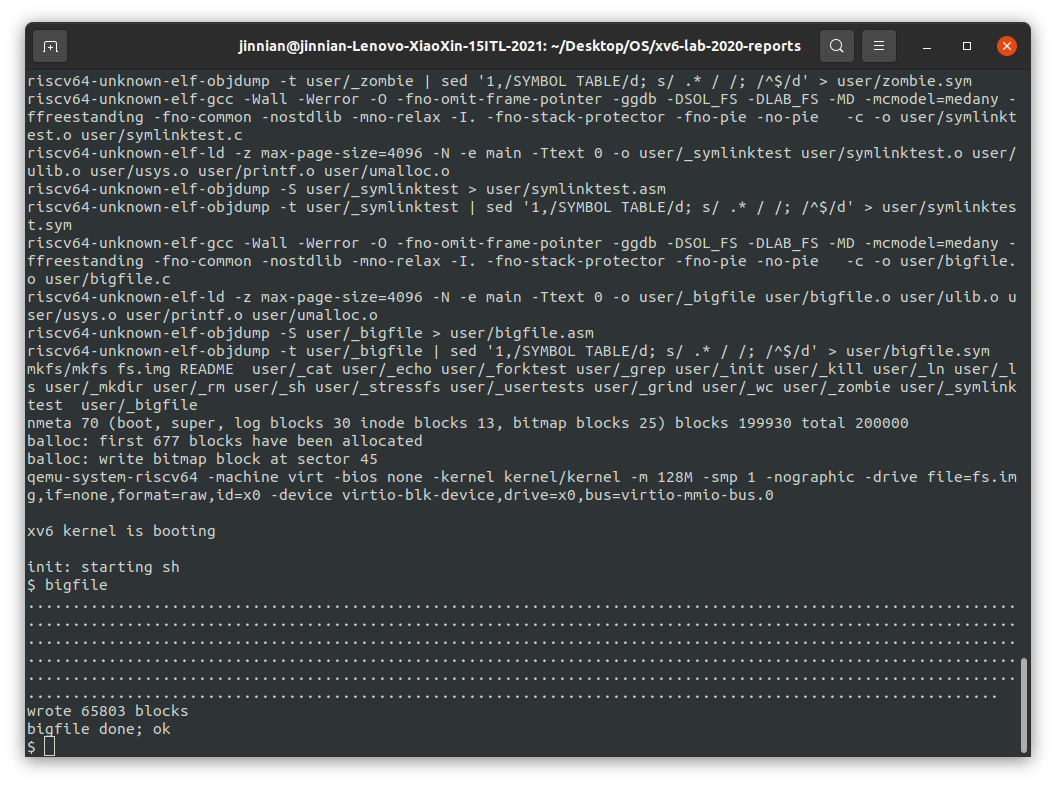 jinnian@jinnian-Lenovo-XiaoXin-15ITL-2021: ~/Desktop/OS/xv6-lab-2020-reports
riscv64-unknown-elf-objdump -t user/_zombie | sed '1,/SYMBOL TABLE/d; s/ .* / /; /^$/d' > user/zombie.sym
riscv64-unknown-elf-gcc -Wall -Werror -O -fno-omit-frame-pointer -ggdb -DSOL_FS -DLAB_FS -MD -mcmodel=medany -
ffreestanding -fno-common -nostdlib -mno-relax -I. -fno-stack-protector -fno-pie -no-pie   -c -o user/symlinkt
est.o user/symlinktest.c
riscv64-unknown-elf-ld -z max-page-size=4096 -N -e main -Ttext 0 -o user/_symlinktest user/symlinktest.o user/
ulib.o user/usys.o user/printf.o user/umalloc.o
riscv64-unknown-elf-objdump -S user/_symlinktest > user/symlinktest.asm
riscv64-unknown-elf-objdump -t user/_symlinktest | sed '1,/SYMBOL TABLE/d; s/ .* / /; /^$/d' > user/symlinktes
t.sym
riscv64-unknown-elf-gcc -Wall -Werror -O -fno-omit-frame-pointer -ggdb -DSOL_FS -DLAB_FS -MD -mcmodel=medany -
ffreestanding -fno-common -nostdlib -mno-relax -I. -fno-stack-protector -fno-pie -no-pie   -c -o user/bigfile.
o user/bigfile.c
riscv64-unknown-elf-ld -z max-page-size=4096 -N -e main -Ttext 0 -o user/_bigfile user/bigfile.o user/ulib.o u
ser/usys.o user/printf.o user/umalloc.o
riscv64-unknown-elf-objdump -S user/_bigfile > user/bigfile.asm
riscv64-unknown-elf-objdump -t user/_bigfile | sed '1,/SYMBOL TABLE/d; s/ .* / /; /^$/d' > user/bigfile.sym
mkfs/mkfs fs.img README  user/_cat user/_echo user/_forktest user/_grep user/_init user/_kill user/_ln user/_l
s user/_mkdir user/_rm user/_sh user/_stressfs user/_usertests user/_grind user/_wc user/_zombie user/_symlink
test  user/_bigfile
nmeta 70 (boot, super, log blocks 30 inode blocks 13, bitmap blocks 25) blocks 199930 total 200000
balloc: first 677 blocks have been allocated
balloc: write bitmap block at sector 45
qemu-system-riscv64 -machine virt -bios none -kernel kernel/kernel -m 128M -smp 1 -nographic -drive file=fs.im
g,if=none,format=raw,id=x0 -device virtio-blk-device,drive=x0,bus=virtio-mmio-bus.0
xv6 kernel is booting
init: starting sh
$ bigfile
..............................................................................................................
..............................................................................................................
..............................................................................................................
..............................................................................................................
..............................................................................................................
............................................................................................................
wrote 65803 blocks
bigfile done; ok
$